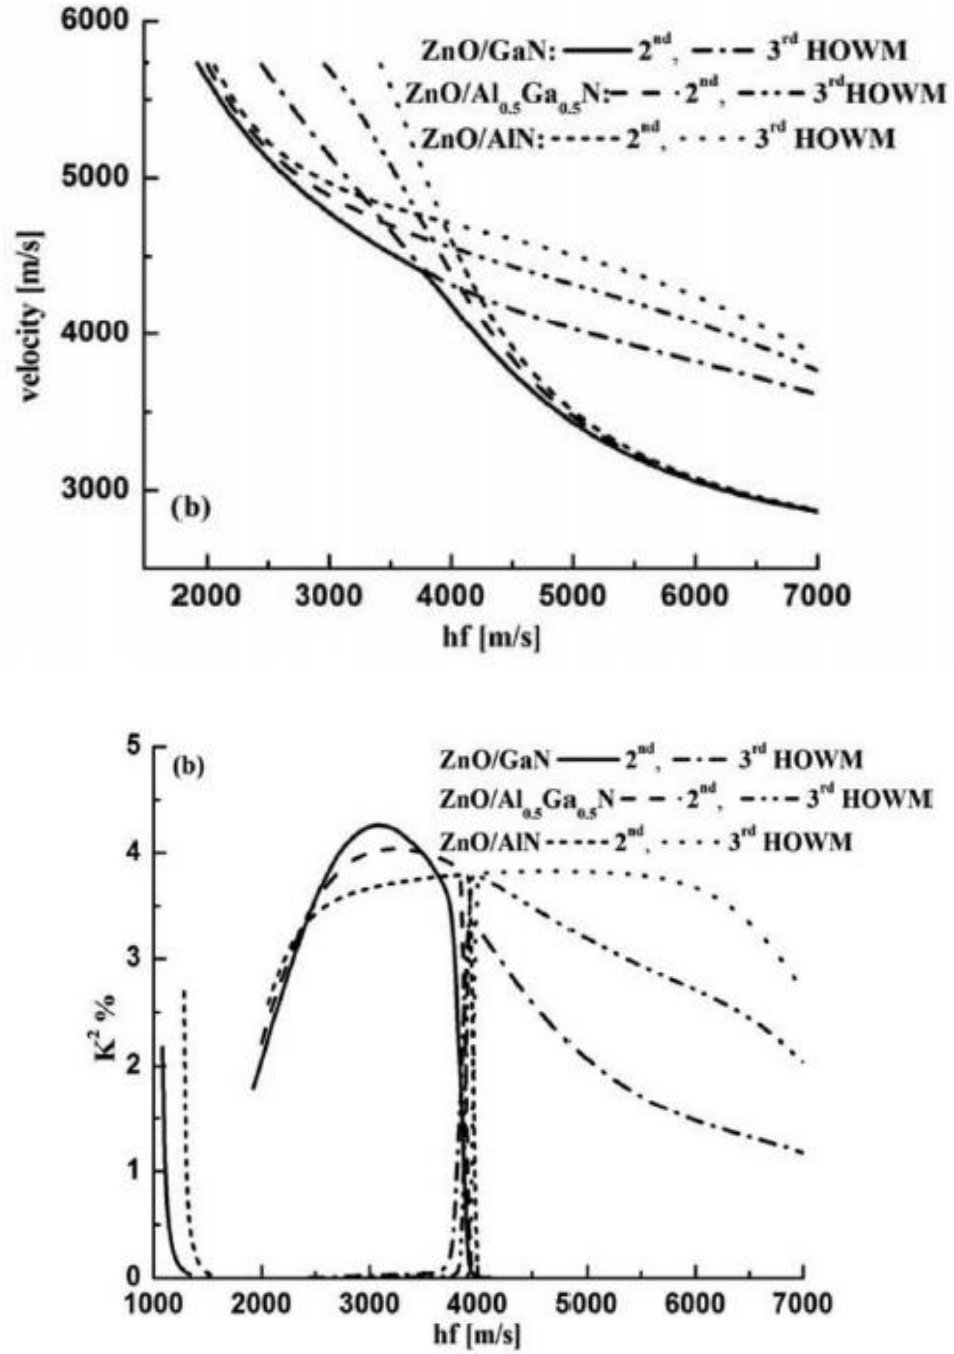 6000
ZnO/GaN: 2nd, 3rd HOWM
ZnO/Al0.5Ga0.5N: 2nd, 3rd HOWM
ZnO/AlN: 2nd, 3rd HOWM
5000
4000
3000
velocity [m/s]
(b)
2000 3000 4000 5000 6000 7000
hf [m/s]
5
(b)
ZnO/GaN 2nd, 3rd HOWM
ZnO/Al0.5Ga0.5N 2nd, 3rd HOWM
ZnO/AlN 2nd, 3rd HOWM
4
3
2
1
0
K2 %
1000 2000 3000 4000 5000 6000 7000
hf [m/s]